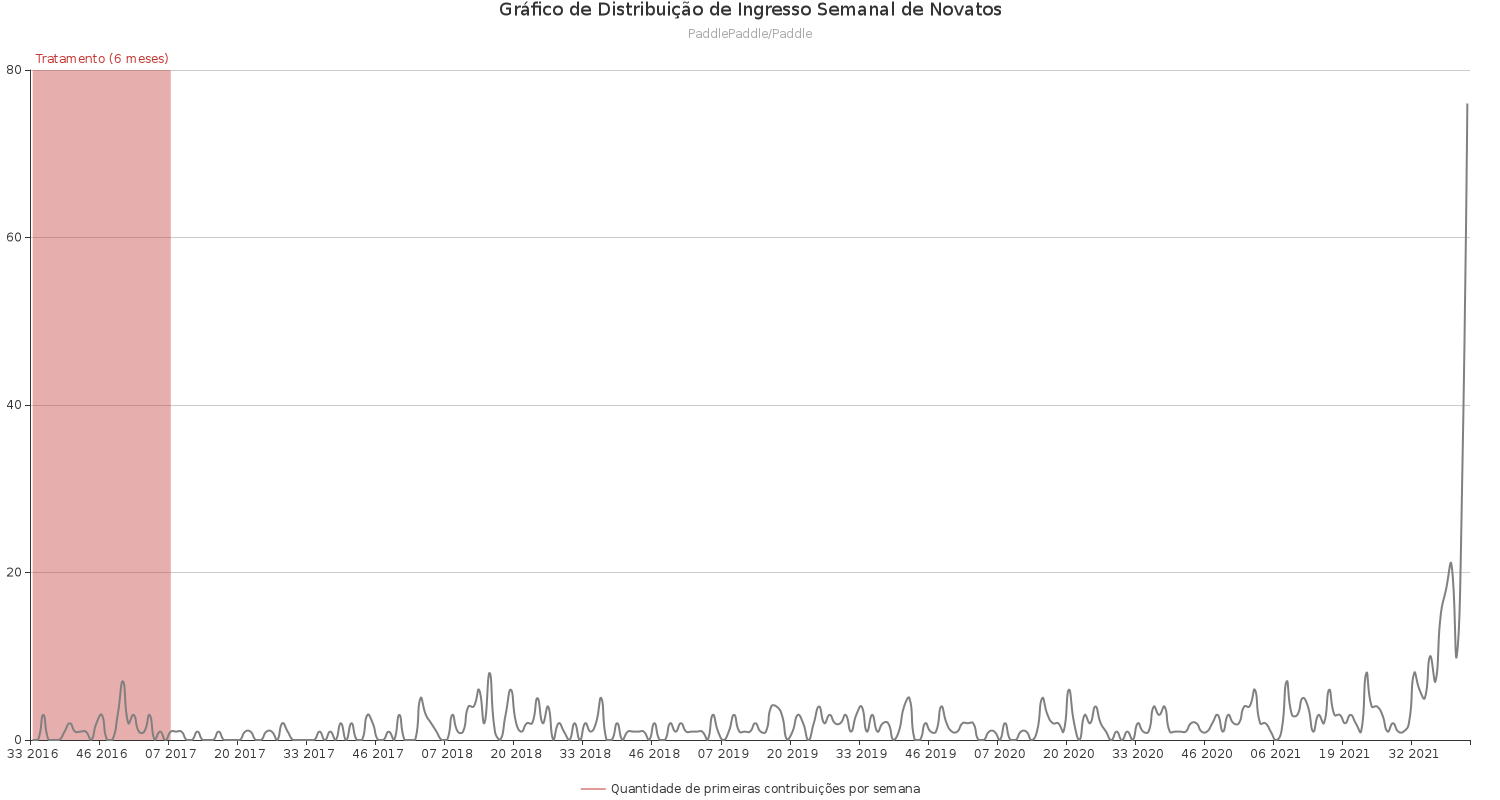 Gráfico de Distribuição de Ingresso Semanal de Novatos
PaddlePaddle/Paddle
Tratamento (6 meses)
80
60
40
20
0
33 2016 46 2016 07 2017 20 2017 33 2017 46 2017 07 2018 20 2018 33 2018 46 2018 07 2019 20 2019 33 2019 46 2019 07 2020 20 2020 33 2020 46 2020 06 2021 19 2021 32 2021
Quantidade de primeiras contribuições por semana